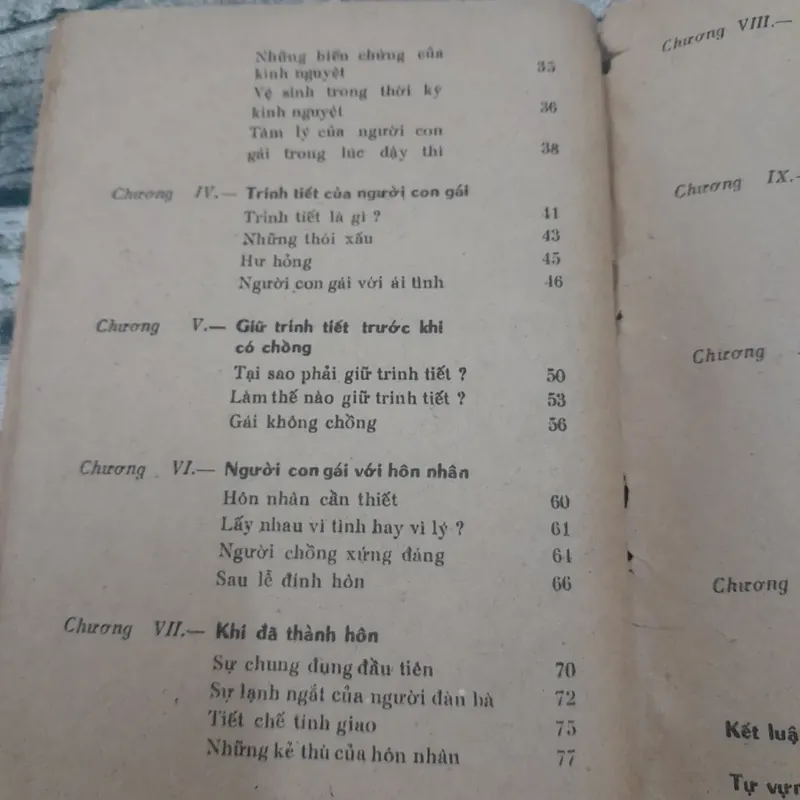 Những biến chứng của
kinh nguyệt 35
Vệ sinh trong thời kỳ
kinh nguyệt 36
Tâm lý của người con
gái trong lúc dậy thì 38
Chương IV.— Trinh tiết của người con gái
Trinh tiết là gì ? 41
Những thói xấu 43
Hư hỏng 45
Người con gái với ái tình 46
Chương V.— Giữ trinh tiết trước khi
có chồng
Tại sao phải giữ trinh tiết ? 50
Làm thế nào giữ trinh tiết ? 53
Gái không chồng 56
Chương VI.— Người con gái với hôn nhân
Hôn nhân cần thiết 60
Lấy nhau vì tình hay vì lý ? 61
Người chồng xứng đáng 64
Sau lễ đính hôn 66
Chương VII.— Khi đã thành hôn
Sự chung đụng đầu tiên 70
Sự lạnh ngắt của người đàn bà 72
Tiết chế tính giao 75
Những kẻ thù của hôn nhân 77
Chương VIII.—
Chương IX.—
Chương
Chương
Kết luậ
Tự vựn